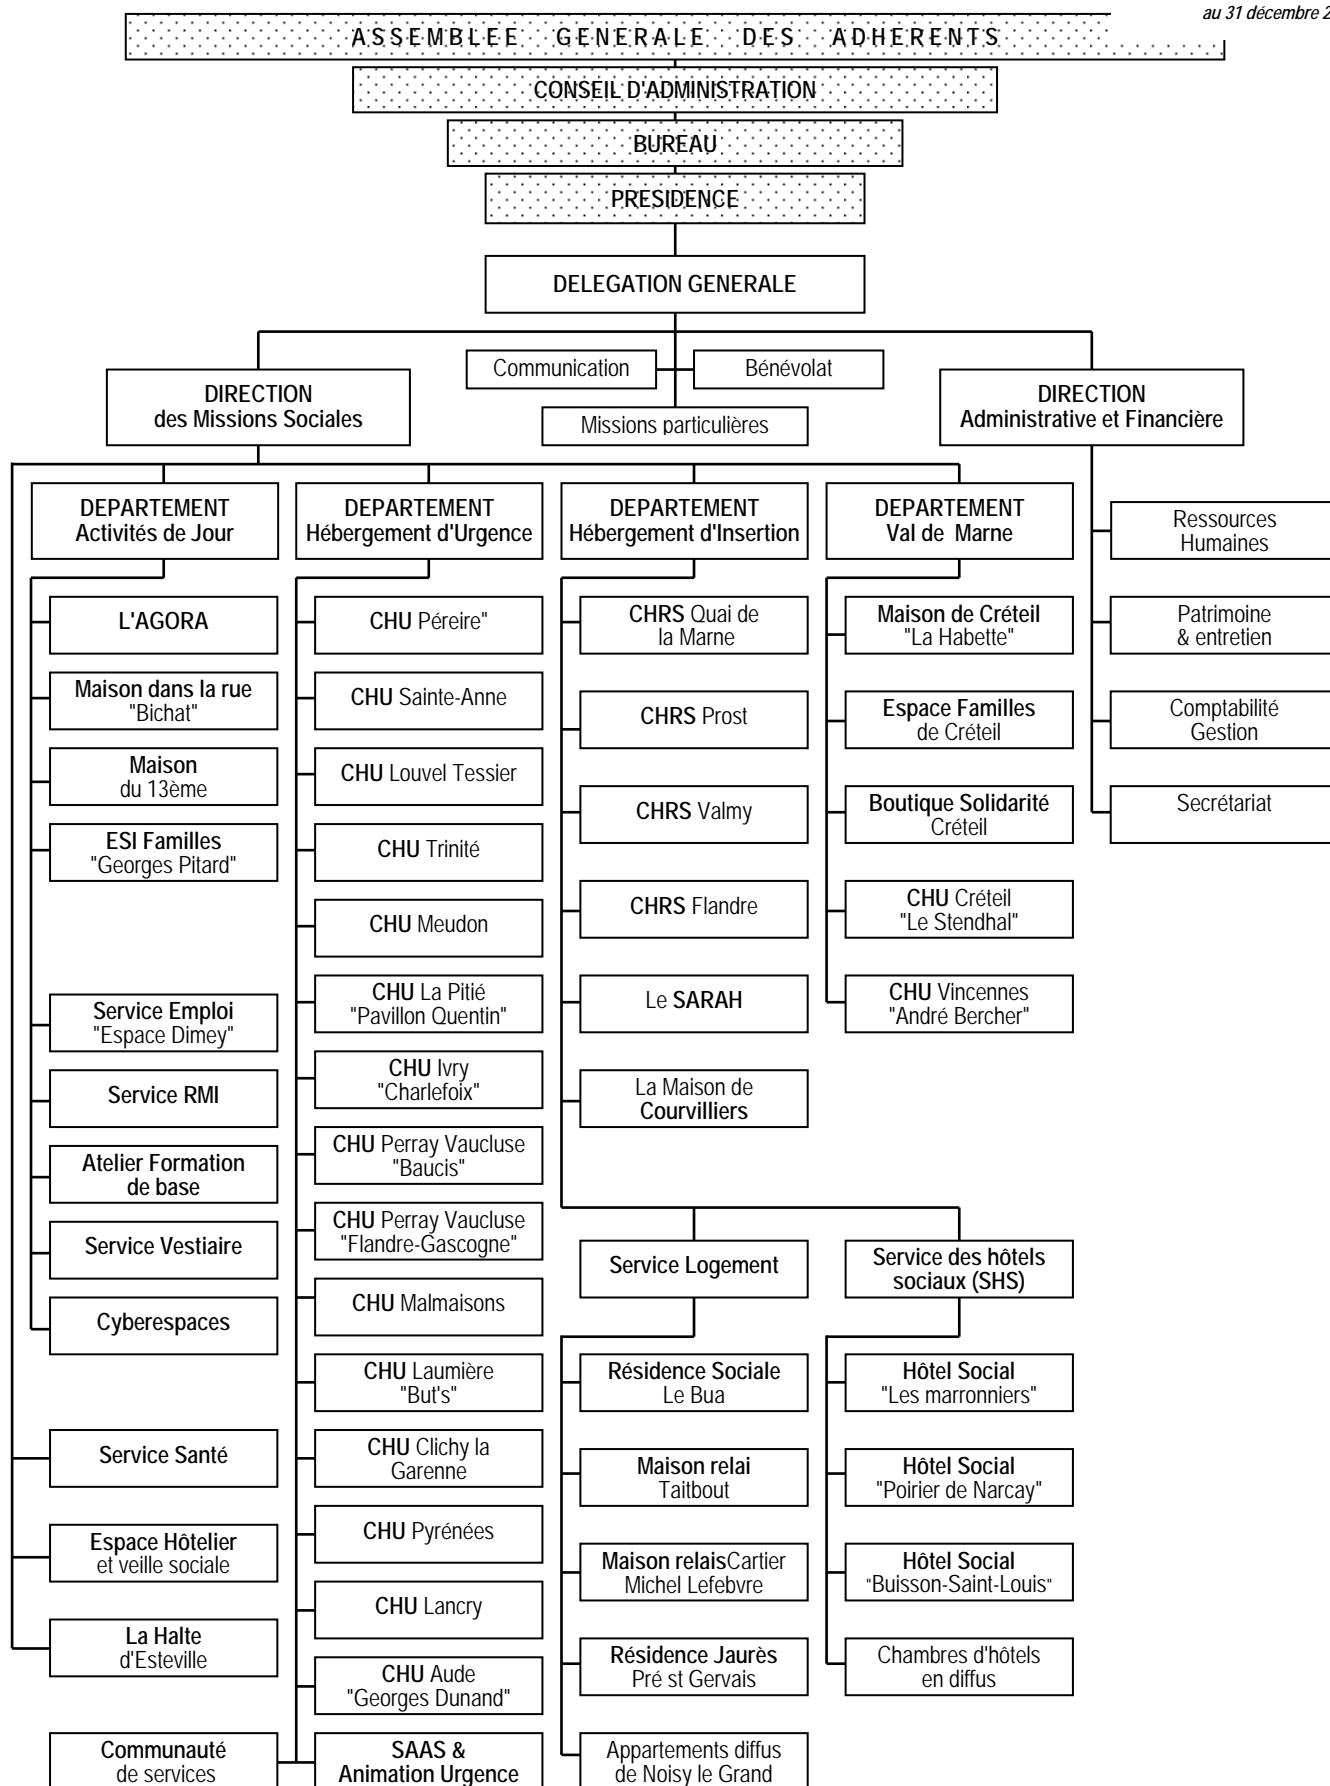 au 31 décembre 2
ASSEMBLEE GENERALE DES ADHERENTS
CONSEIL D'ADMINISTRATION
BUREAU
PRESIDENCE
DELEGATION GENERALE
Communication
Bénévolat
Missions particulières
DIRECTION
des Missions Sociales
DIRECTION
Administrative et Financière
DEPARTEMENT
Activités de Jour
L'AGORA
Maison dans la rue
"Bichat"
Maison
du 13ème
ESI Familles
"Georges Pitard"
Service Emploi
"Espace Dimey"
Service RMI
Atelier Formation
de base
Service Vestiaire
Cyberespaces
Service Santé
Espace Hôtelier
et veille sociale
La Halte
d'Esteville
Communauté
de services
DEPARTEMENT
Hébergement d'Urgence
CHU Péreire"
CHU Sainte-Anne
CHU Louvel Tessier
CHU Trinité
CHU Meudon
CHU La Pitié
"Pavillon Quentin"
CHU Ivry
"Charlefoix"
CHU Perray Vaucluse
"Baucis"
CHU Perray Vaucluse
"Flandre-Gascogne"
CHU Malmaisons
CHU Laumière
"But's"
CHU Clichy la
Garenne
CHU Pyrénées
CHU Lancry
CHU Aude
"Georges Dunand"
SAAS &
Animation Urgence
DEPARTEMENT
Hébergement d'Insertion
CHRS Quai de
la Marne
CHRS Prost
CHRS Valmy
CHRS Flandre
Le SARAH
La Maison de
Courvilliers
Service Logement
Résidence Sociale
Le Bua
Maison relai
Taitbout
Maison relaisCartier
Michel Lefebvre
Résidence Jaurès
Pré st Gervais
Appartements diffus
de Noisy le Grand
Service des hôtels
sociaux (SHS)
Hôtel Social
"Les marronniers"
Hôtel Social
"Poirier de Narcay"
Hôtel Social
"Buisson-Saint-Louis"
Chambres d'hôtels
en diffus
DEPARTEMENT
Val de Marne
Maison de Créteil
"La Habette"
Espace Familles
de Créteil
Boutique Solidarité
Créteil
CHU Créteil
"Le Stendhal"
CHU Vincennes
"André Bercher"
Ressources
Humaines
Patrimoine
& entretien
Comptabilité
Gestion
Secrétariat